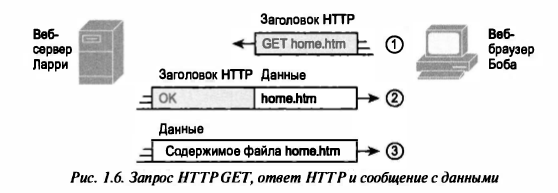 Заголовок HTTP
GET home.htm
1
Веб-
сервер
Ларри
Веб-
браузер
Боба
Заголовок HTTP Данные
OK home.htm
2
Данные
Содержимое файла home.htm
3
Рис. 1.6. Запрос HTTP GET, ответ HTTP и сообщение с данными